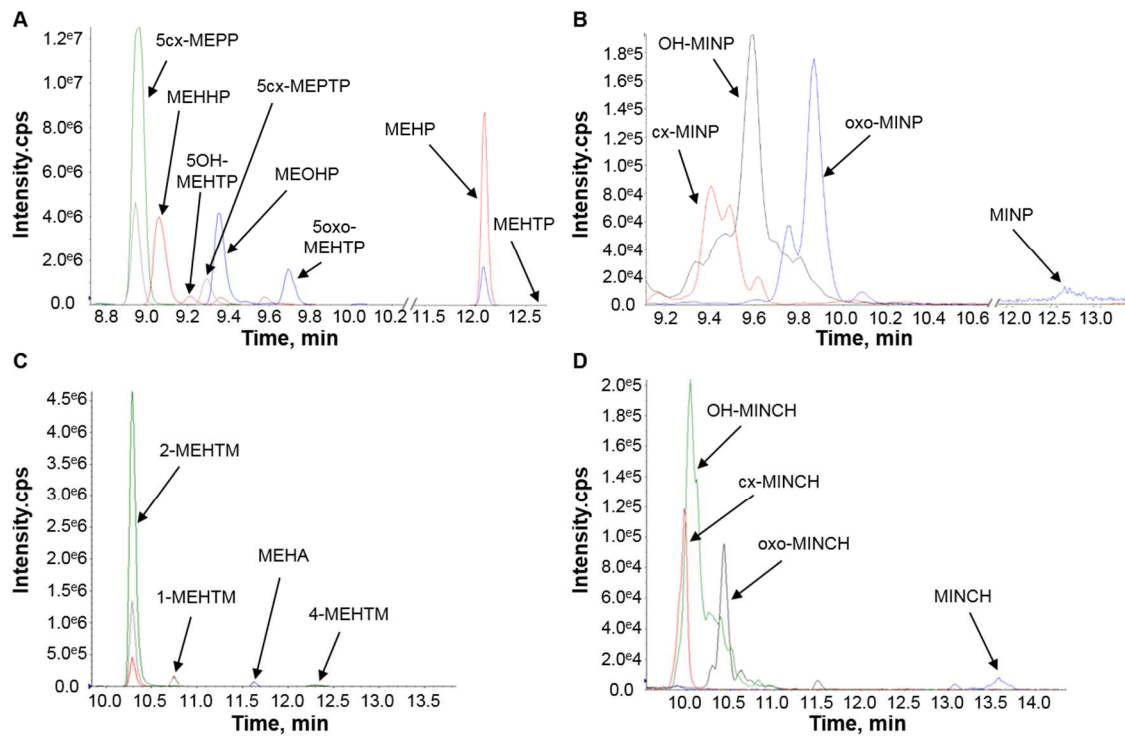 A
Intensity.cps
1.2e7
1.0e7
8.0e6
6.0e6
4.0e6
2.0e6
0.0
5cx-MEPP
MEHHP
5cx-MEPTP
5OH-
MEHTP
MEOHP
5oxo-
MEHTP
MEHP
MEHTP
8.8 9.0 9.2 9.4 9.6 9.8 10.0 10.2 11.5 12.0 12.5
Time, min
B
Intensity.cps
1.8e5
1.6e5
1.4e5
1.2e5
1.0e5
8.0e4
6.0e4
4.0e4
2.0e4
0.0
OH-MINP
cx-MINP
oxo-MINP
MINP
9.2 9.4 9.6 9.8 10.0 10.2 10.4 10.6 12.0 12.5 13.0
Time, min
C
Intensity.cps
4.5e6
4.0e6
3.5e6
3.0e6
2.5e6
2.0e6
1.5e6
1.0e6
5.0e5
0.0
2-MEHTM
1-MEHTM
MEHA
4-MEHTM
10.0 10.5 11.0 11.5 12.0 12.5 13.0 13.5
Time, min
D
Intensity.cps
2.0e5
1.8e5
1.6e5
1.4e5
1.2e5
1.0e5
8.0e4
6.0e4
4.0e4
2.0e4
0.0
OH-MINCH
cx-MINCH
oxo-MINCH
MINCH
10.0 10.5 11.0 11.5 12.0 12.5 13.0 13.5 14.0
Time, min